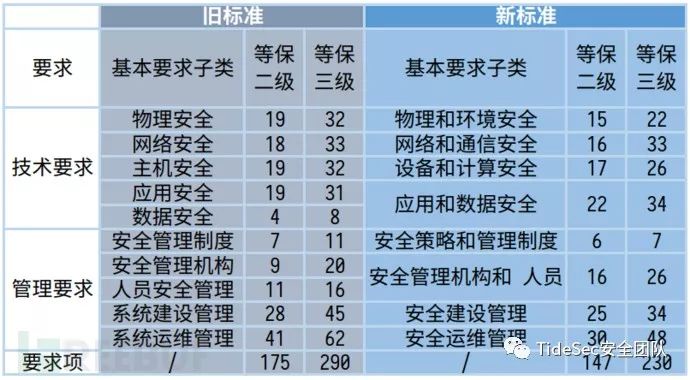 旧标准 新标准
要求 基本要求子类 等保二级 等保三级 基本要求子类 等保二级 等保三级
技术要求
物理安全 19 32 物理和环境安全 15 22
网络安全 18 33 网络和通信安全 16 33
主机安全 19 32 设备和计算安全 17 26
应用安全 19 31 应用和数据安全 22 34
数据安全 4 8
管理要求
安全管理制度 7 11 安全策略和管理制度 6 7
安全管理机构 9 20 安全管理机构和 人员 16 26
人员安全管理 11 16
系统建设管理 28 45 安全建设管理 25 34
系统运维管理 41 62 安全运维管理 30 48
要求项 / 175 290 / 147 230
REEBUF
TideSec安全团队